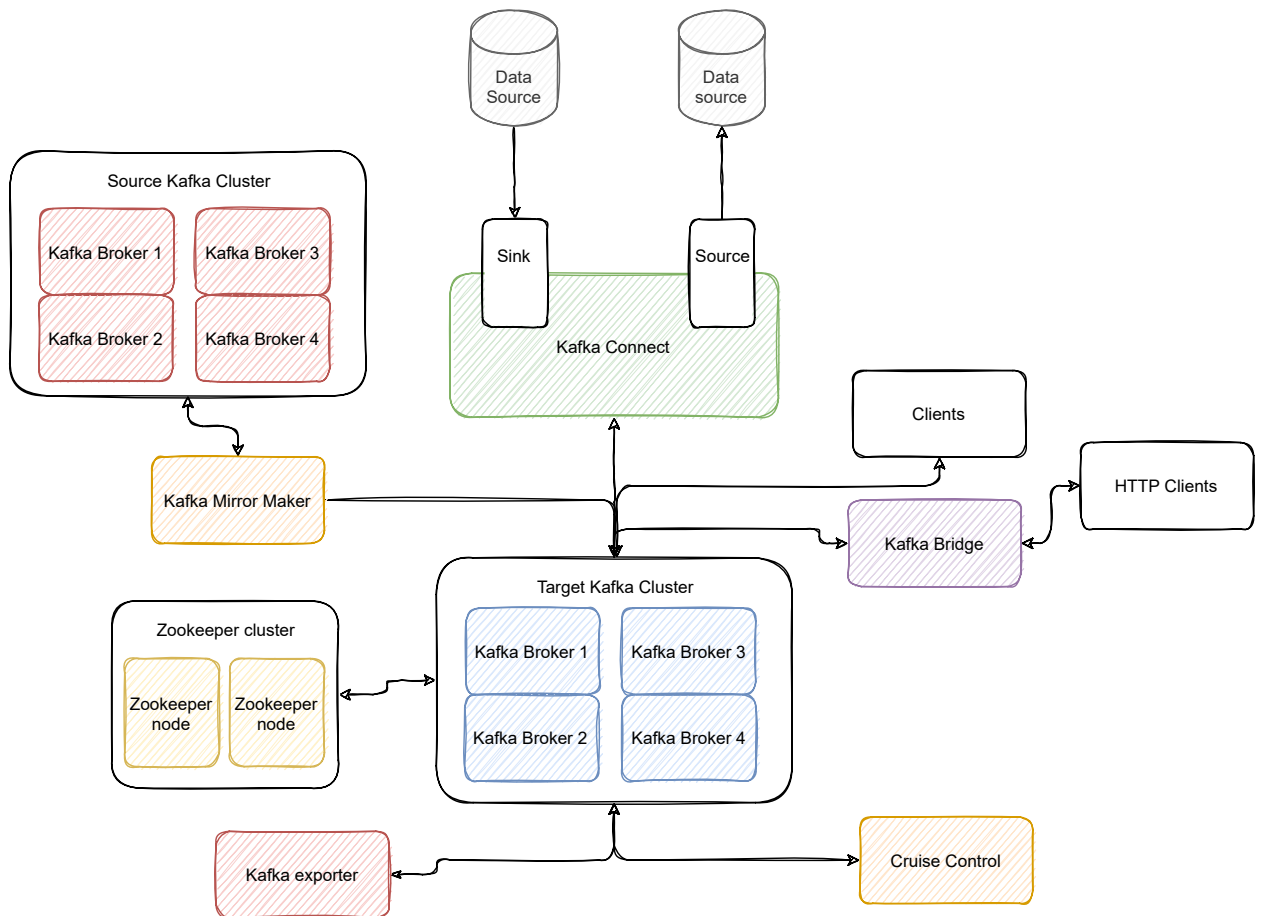 Data
Source
Data
source
Source Kafka Cluster
Kafka Broker 1
Kafka Broker 3
Kafka Broker 2
Kafka Broker 4
Sink
Source
Kafka Connect
Clients
HTTP Clients
Kafka Mirror Maker
Kafka Bridge
Target Kafka Cluster
Kafka Broker 1
Kafka Broker 3
Kafka Broker 2
Kafka Broker 4
Zookeeper cluster
Zookeeper
node
Zookeeper
node
Kafka exporter
Cruise Control